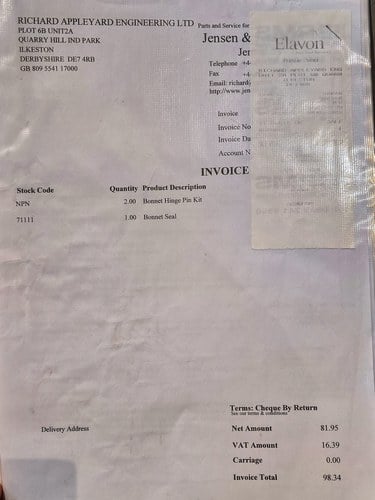 RICHARD APPLEYARD ENGINEERING LTD
PLOT 6B UNIT2A
QUARRY HILL IND PARK
ILKESTON
DERBYSHIRE DE7 4RB
GB 809 5541 17000
Parts and Service for
Jensen &
Jer
Telephone +4
Fax +4
Email: richard
http://www.jen
Invoice
Invoice No
Invoice Da
Account N
Elavon
INVOICE
Stock Code Quantity Product Description
NPN 2.00 Bonnet Hinge Pin Kit
71111 1.00 Bonnet Seal
Terms: Cheque By Return
See our terms & conditions
Delivery Address
Net Amount 81.95
VAT Amount 16.39
Carriage 0.00
Invoice Total 98.34